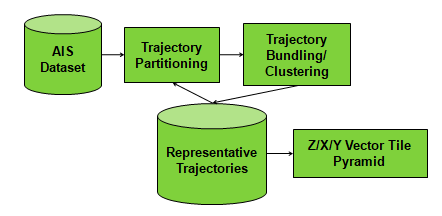 AIS
Dataset
Trajectory
Partitioning
Trajectory
Bundling/
Clustering
Representative
Trajectories
Z/X/Y Vector Tile
Pyramid